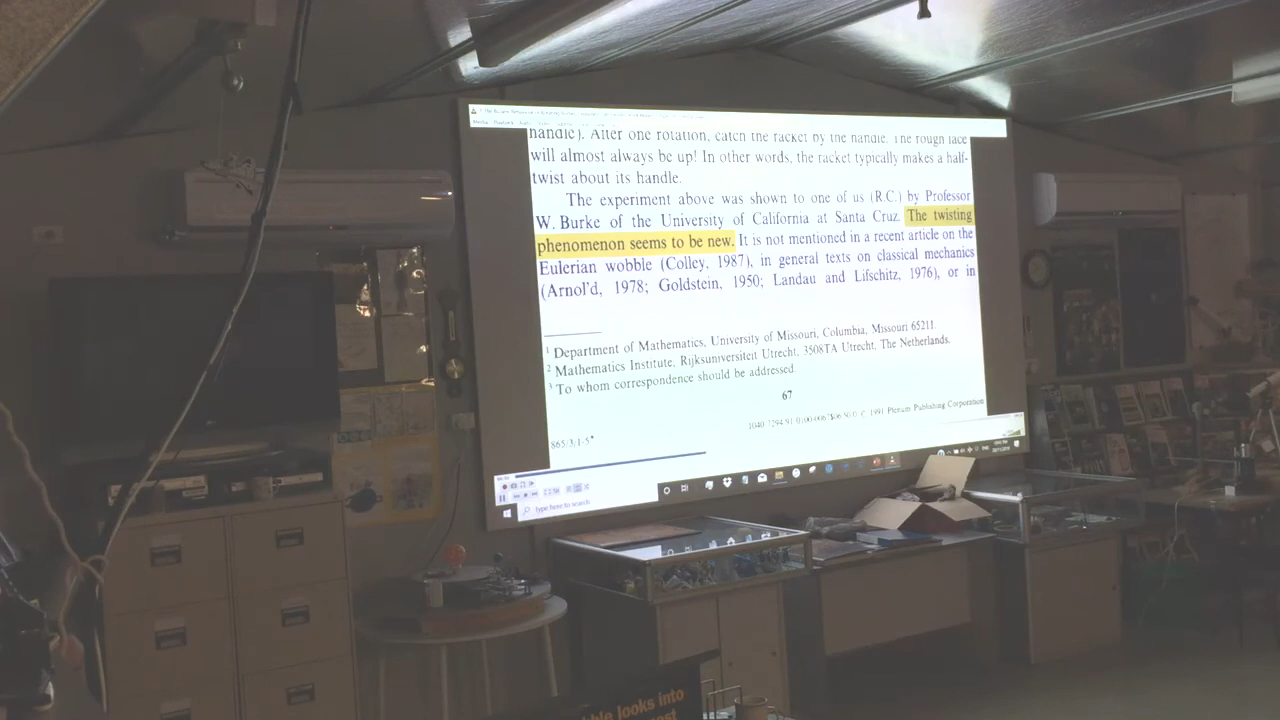 handle). After one rotation, catch the racket by the handle. The rough face
will almost always be up! In other words, the racket typically makes a half-
twist about its handle.
The experiment above was shown to one of us (R.C.) by Professor
W. Burke of the University of California at Santa Cruz. The twisting
phenomenon seems to be new. It is not mentioned in a recent article on the
Eulerian wobble (Colley, 1987), in general texts on classical mechanics
(Arnol'd, 1978; Goldstein, 1950; Landau and Lifschitz, 1976), or in
1 Department of Mathematics, University of Missouri, Columbia, Missouri 65211.
2 Mathematics Institute, Rijksuniversiteit Utrecht, 3508TA Utrecht, The Netherlands.
3 To whom correspondence should be addressed.
67
1991 Plenum Publishing Corporation
865/3/1-5*
Type here to search
looks into